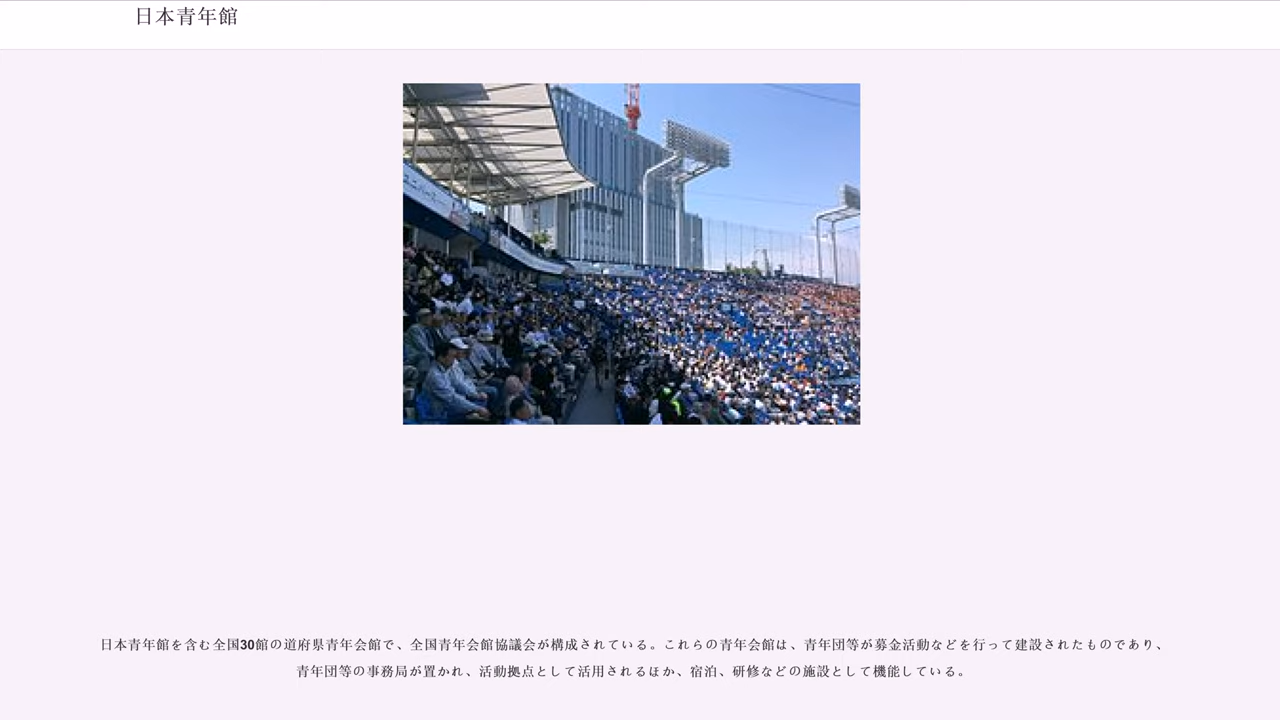 日本青年館
日本青年館を含む全国30館の道府県青年会館で、全国青年会館協議会が構成されている。これらの青年会館は、青年団等が募金活動などを行って建設されたものであり、
青年団等の事務局が置かれ、活動拠点として活用されるほか、宿泊、研修などの施設として機能している。